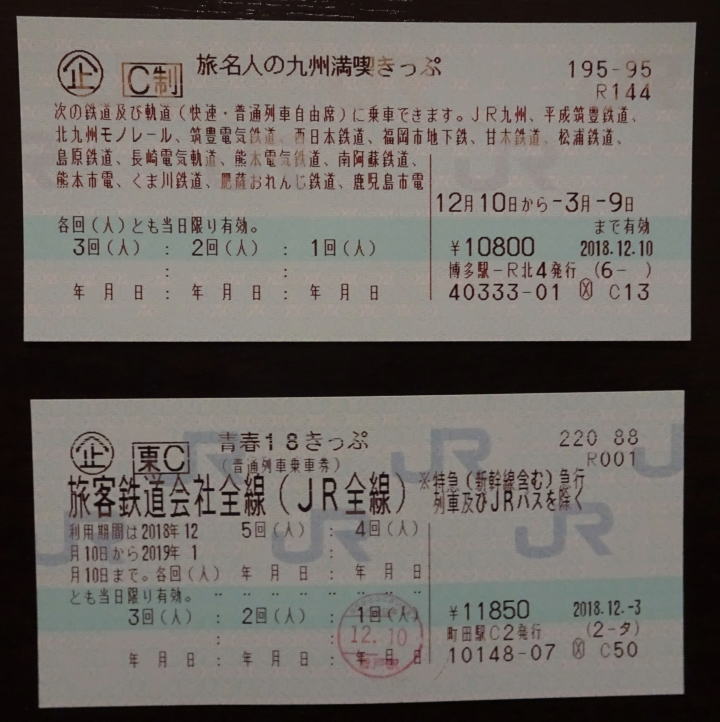 企 C制 旅名人の九州満喫きっぷ 195-95
R144
次の鉄道及び軌道(快速・普通列車自由席)に乗車できます。JR九州、平成筑豊鉄道、
北九州モノレール、筑豊電気鉄道、西日本鉄道、福岡市地下鉄、甘木鉄道、松浦鉄道、
島原鉄道、長崎電気軌道、熊本電気鉄道、南阿蘇鉄道、
熊本市電、くま川鉄道、肥薩おれんじ鉄道、鹿児島市電
12月10日から-3月-9日
まで有効
各回(人)とも当日限り有効。
3回(人) : 2回(人) : 1回(人)
: :
年 月 日 : 年 月 日 : 年 月 日
¥10800 2018.12.10
博多駅-R北4発行 (6- )
40333-01 C13
企 東C 青春18きっぷ 220 88
(普通列車乗車券) R001
旅客鉄道会社全線(JR全線) ※特急(新幹線含む)急行
列車及びJRバスを除く
利用期間は2018年12 5回(人) : 4回(人)
月10日から2019年 1 :
月10日まで。各回(人) 年 月 日 : 年 月 日
とも当日限り有効。
3回(人) : 2回(人) : 1回(人)
: :
年 月 日 : 年 月 日 : 年 月 日
12.10
¥11850 2018.12.-3
町田駅C2発行 (2-タ)
10148-07 C50